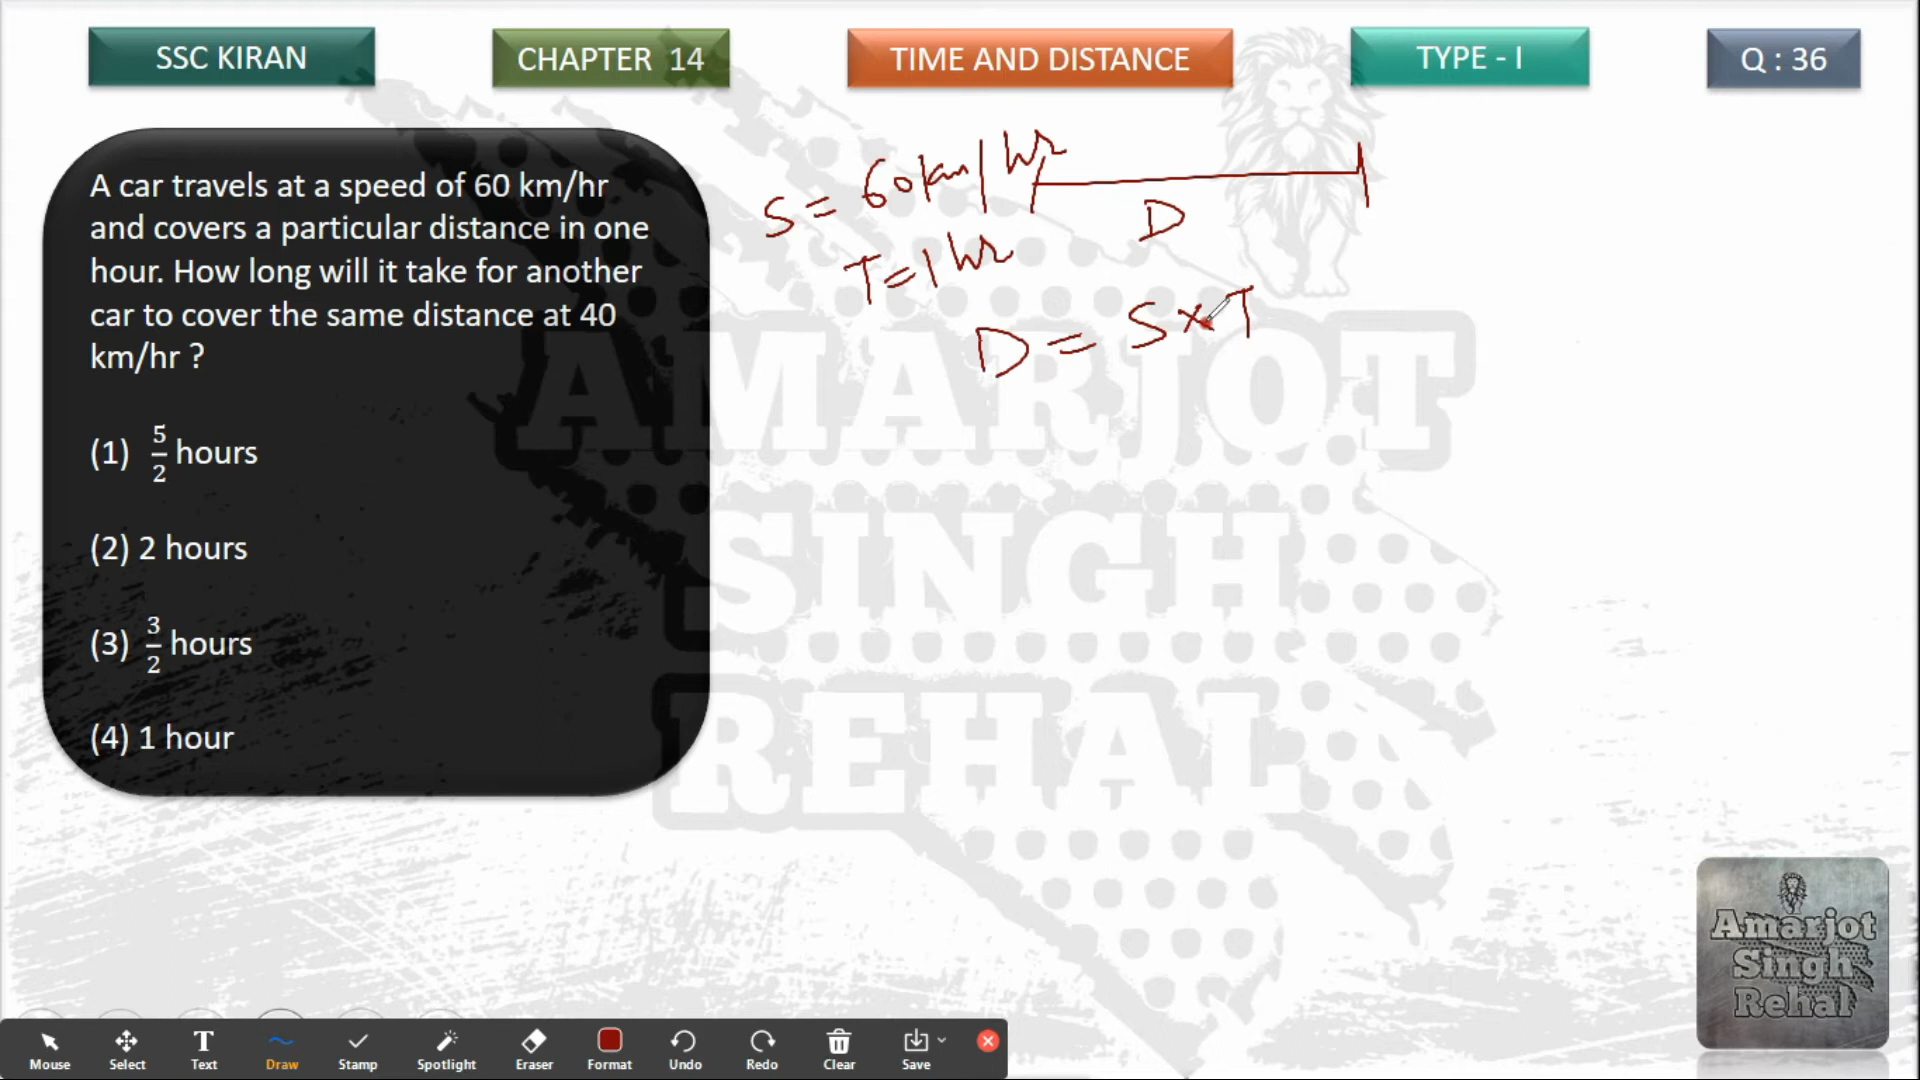 SSC KIRAN
CHAPTER 14
TIME AND DISTANCE
TYPE - I
Q : 36
A car travels at a speed of 60 km/hr
and covers a particular distance in one
hour. How long will it take for another
car to cover the same distance at 40
km/hr ?
(1) 5/2 hours
(2) 2 hours
(3) 3/2 hours
(4) 1 hour
S = 60 km/hr
D
T = 1 hr
D = S × T
AMARJOT
SINGH
REHAL
Amarjot
Singh
Rehal
Mouse Select Text Draw Stamp Spotlight Eraser Format Undo Redo Clear Save